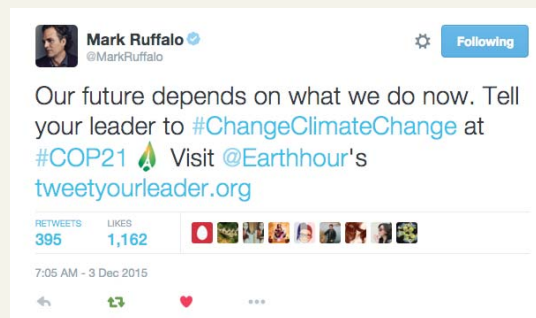 Mark Ruffalo
@MarkRuffalo
Following
Our future depends on what we do now. Tell
your leader to #ChangeClimateChange at
#COP21 Visit @Earthhour's
tweetyourleader.org
RETWEETS LIKES
395 1,162
7:05 AM - 3 Dec 2015